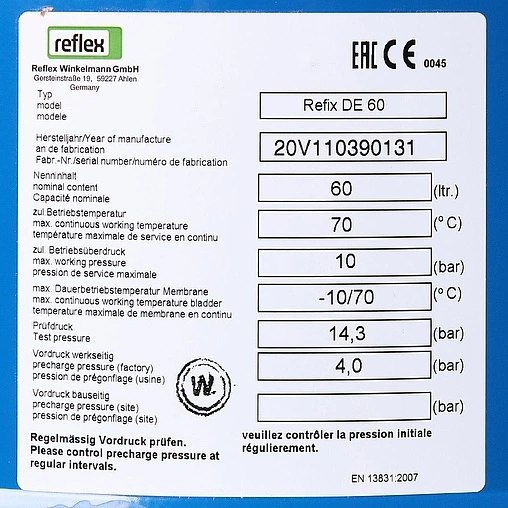 reflex
EAC CE 0045
Reflex Winkelmann GmbH
Gersteinstraße 19, 59227 Ahlen
Germany
Typ
model
modele
Refix DE 60
Herstelljahr/Year of manufacture
an de fabrication
Fabr.-Nr./serial number/numéro de fabrication
20V110390131
Nenninhalt
nominal content
Capacité nominale
60 (ltr.)
zul.Betriebstemperatur
max. continuous working temperature
température maximale de service en continu
70 (°C)
zul. Betriebsüberdruck
max. working pressure
pression de service maximale
10 (bar)
max. Dauerbetriebstemperatur Membrane
max. continuous working temperature bladder
température maximale de membrane en continu
-10/70 (°C)
Prüfdruck
Test pressure
14,3 (bar)
Vordruck werkseitig
precharge pressure (factory)
pression de prégonflage (usine)
4,0 (bar)
W.
Vordruck bauseitig
precharge pressure (site)
pression de prégonflage (site)
(bar)
Regelmässig Vordruck prüfen.
Please control precharge pressure at
regular intervals.
veuillez contrôler la pression initiale
régulierement.
EN 13831:2007